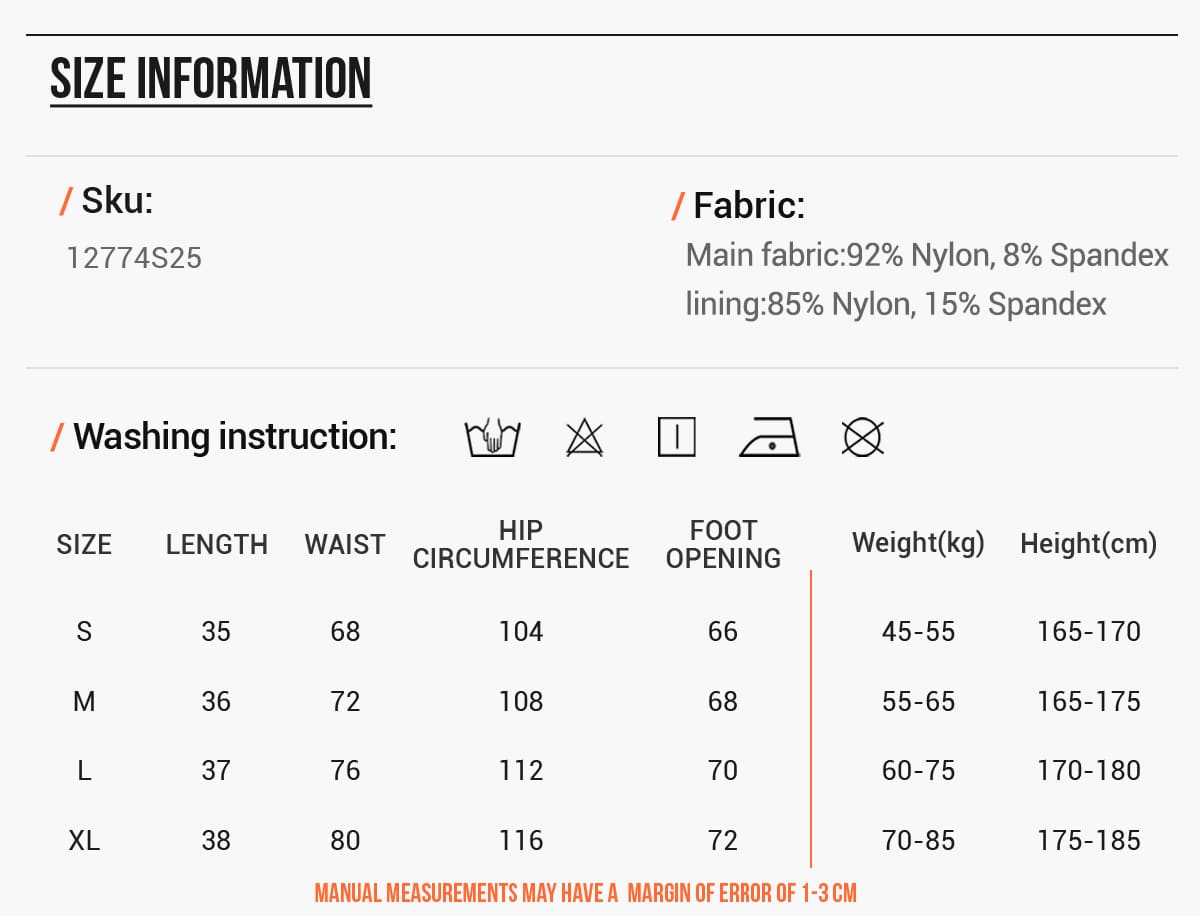 SIZE INFORMATION
/ Sku:
12774S25
/ Fabric:
Main fabric:92% Nylon, 8% Spandex
lining:85% Nylon, 15% Spandex
/ Washing instruction:
SIZE LENGTH WAIST HIP CIRCUMFERENCE FOOT OPENING Weight(kg) Height(cm)
S 35 68 104 66 45-55 165-170
M 36 72 108 68 55-65 165-175
L 37 76 112 70 60-75 170-180
XL 38 80 116 72 70-85 175-185
MANUAL MEASUREMENTS MAY HAVE A MARGIN OF ERROR OF 1-3 CM